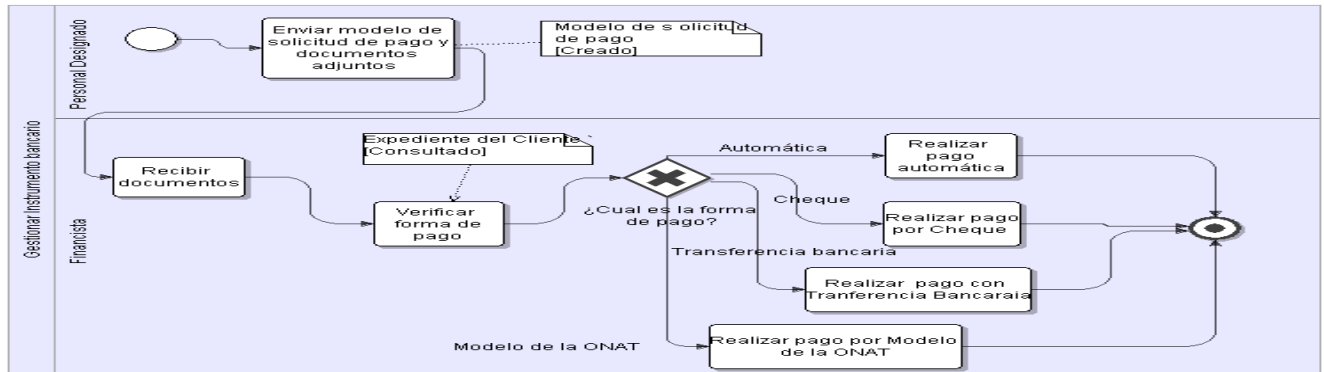 Gestionar Instrumento bancario
Personal Designado
Enviar modelo de
solicitud de pago y
documentos
adjuntos
Modelo de s olicitud
de pago
[Creado]
Financista
Recibir
documentos
Expediente del Cliente
[Consultado]
Verificar
forma de
pago
¿Cual es la forma
de pago?
Automática
Realizar
pago
automática
Cheque
Realizar pago
por Cheque
Transferencia bancaria
Realizar pago con
Tranferencia Bancaraia
Modelo de la ONAT
Realizar pago por Modelo
de la ONAT